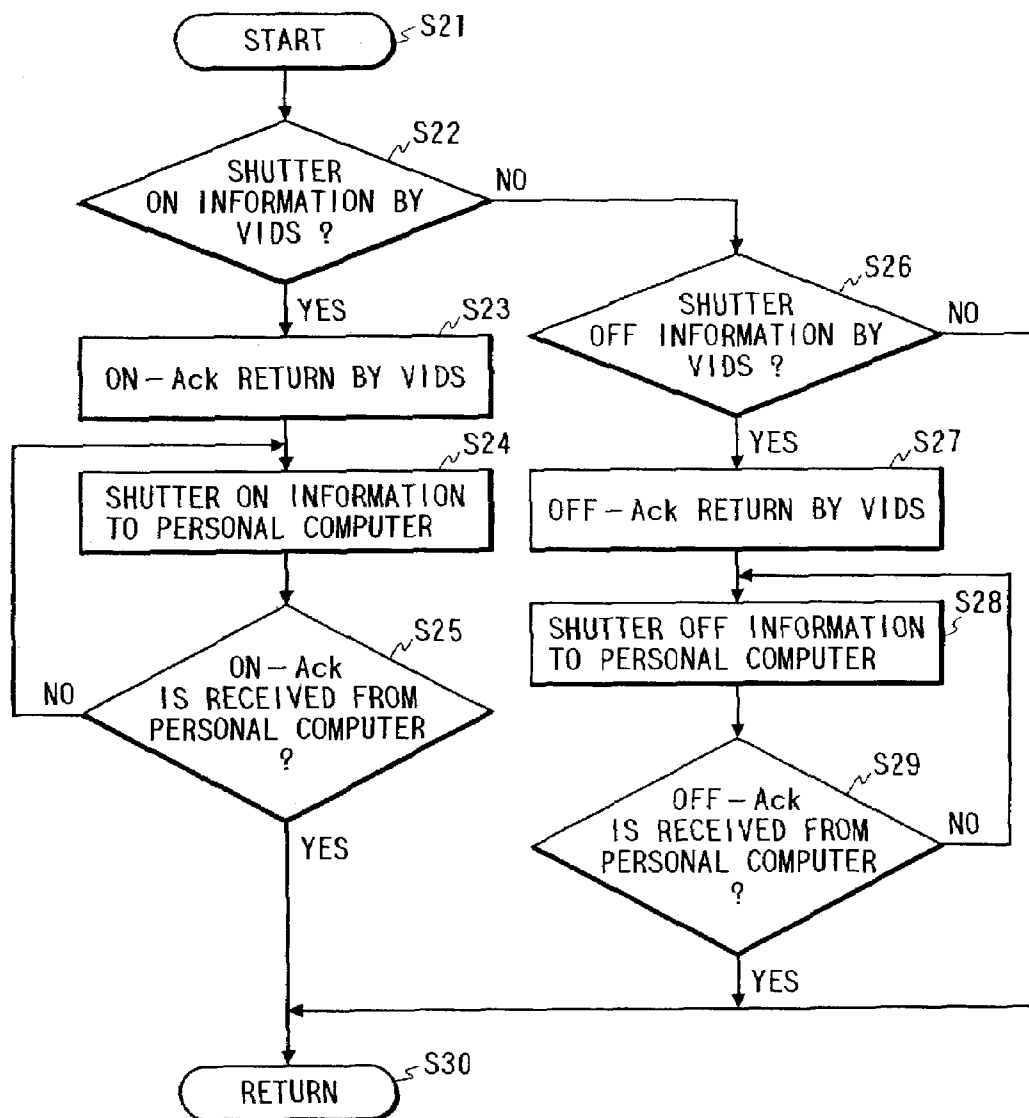 START
S21
SHUTTER
ON INFORMATION BY
VIDS ?
S22
NO
YES
S23
ON-Ack RETURN BY VIDS
S24
SHUTTER ON INFORMATION
TO PERSONAL COMPUTER
S25
ON-Ack
IS RECEIVED FROM
PERSONAL COMPUTER
?
NO
YES
S26
SHUTTER
OFF INFORMATION BY
VIDS ?
NO
YES
S27
OFF-Ack RETURN BY VIDS
S28
SHUTTER OFF INFORMATION
TO PERSONAL COMPUTER
S29
OFF-Ack
IS RECEIVED FROM
PERSONAL COMPUTER
?
NO
YES
S30
RETURN